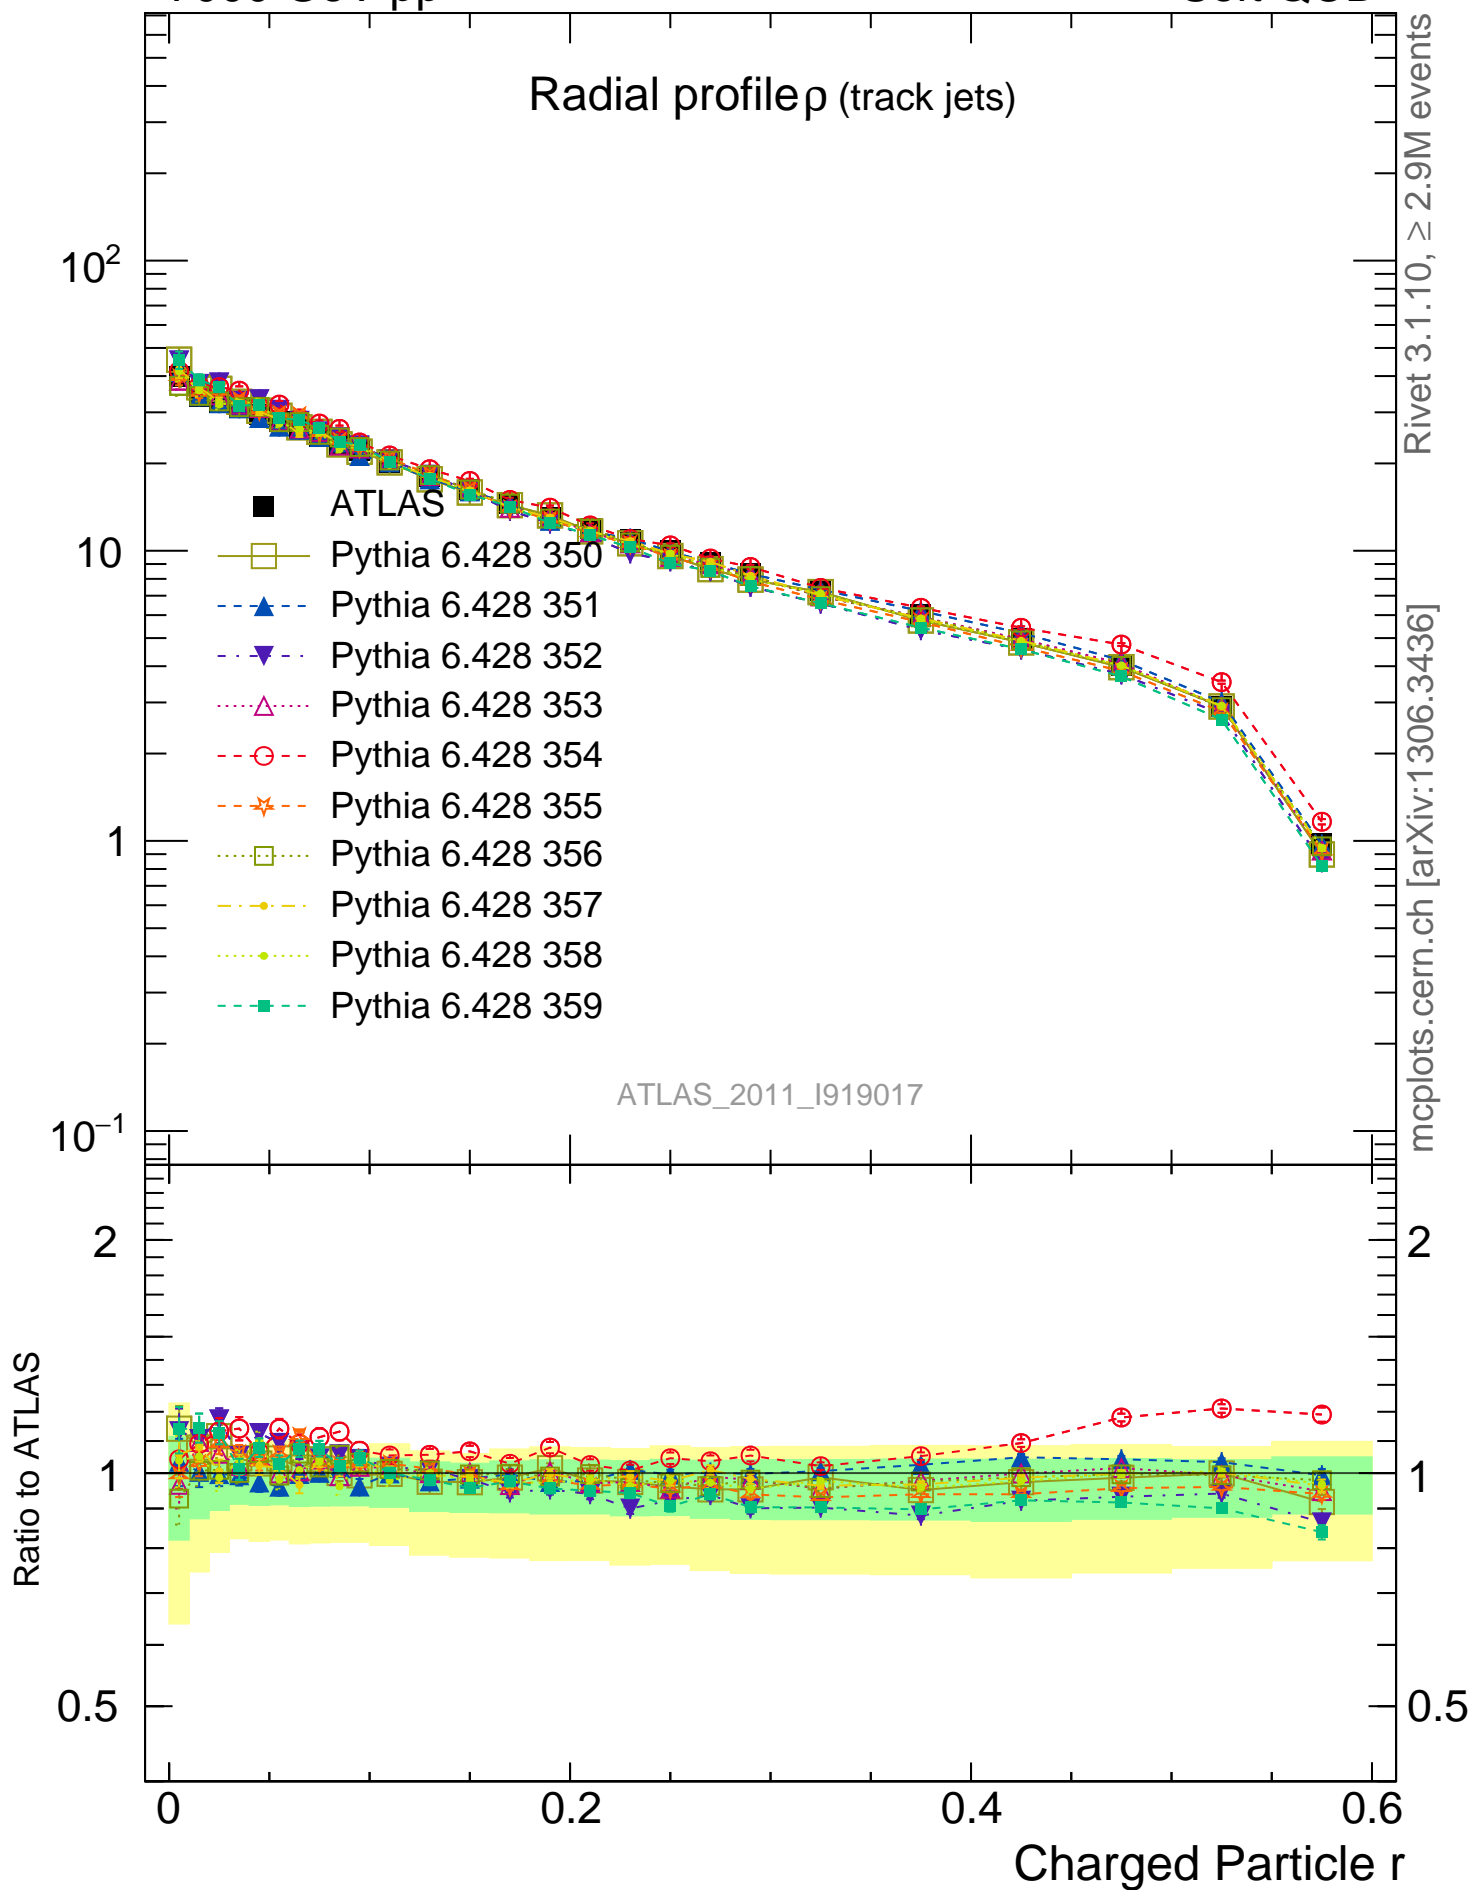 Radial profile ρ (track jets)
10²
10
1
10⁻¹
ATLAS
Pythia 6.428 350
Pythia 6.428 351
Pythia 6.428 352
Pythia 6.428 353
Pythia 6.428 354
Pythia 6.428 355
Pythia 6.428 356
Pythia 6.428 357
Pythia 6.428 358
Pythia 6.428 359
ATLAS_2011_I919017
Rivet 3.1.10, ≥ 2.9M events
mcplots.cern.ch [arXiv:1306.3436]
Ratio to ATLAS
2
1
0.5
2
1
0.5
0
0.2
0.4
0.6
Charged Particle r